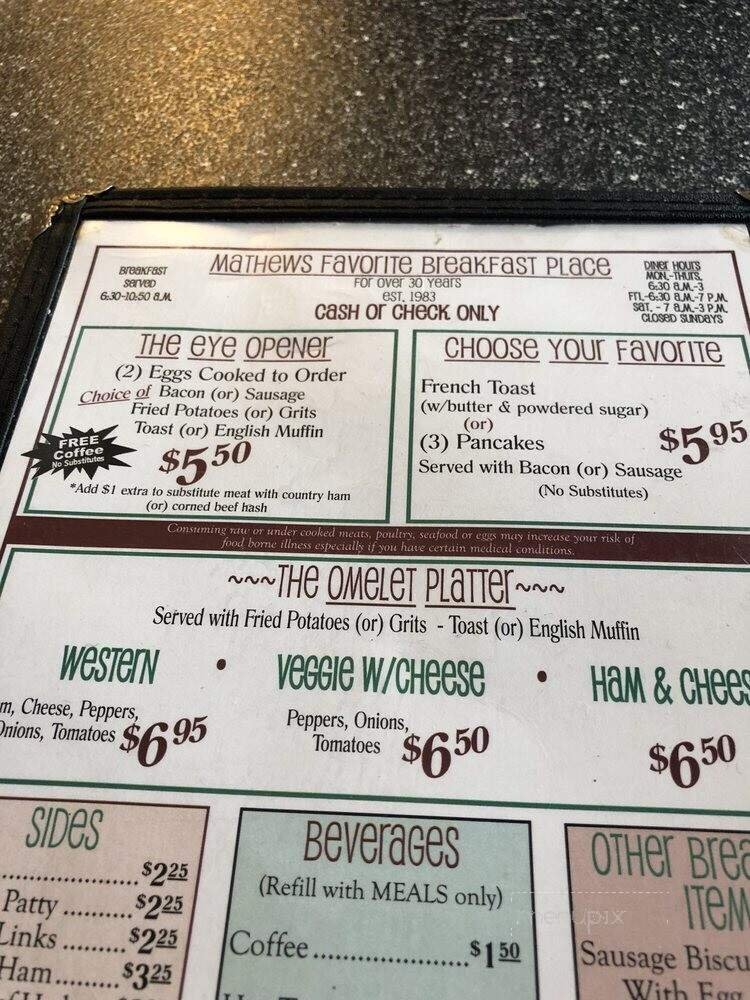 MATHEWS FAVORITE BREAKFAST PLACE
FOR OVER 30 YEARS
EST. 1983
CASH OR CHECK ONLY
BREAKFAST
SERVED
6:30-10:50 A.M.
DINER HOURS
MON.-THURS.
6:30 A.M.-3
FRI.-6:30 A.M.-7 P.M.
SAT. - 7 A.M.-3 P.M.
CLOSED SUNDAYS
THE EYE OPENER
(2) Eggs Cooked to Order
Choice of Bacon (or) Sausage
Fried Potatoes (or) Grits
Toast (or) English Muffin
FREE
Coffee
No Substitutes
$5 50
*Add $1 extra to substitute meat with country ham
(or) corned beef hash
CHOOSE YOUR FAVORITE
French Toast
(w/butter & powdered sugar)
(or)
(3) Pancakes
$5 95
Served with Bacon (or) Sausage
(No Substitutes)
Consuming raw or under cooked meats, poultry, seafood or eggs may increase your risk of
food borne illness especially if you have certain medical conditions.
~~~THE OMELET PLATTER~~~
Served with Fried Potatoes (or) Grits - Toast (or) English Muffin
WESTERN • VEGGIE W/CHEESE • HAM & CHEES
m, Cheese, Peppers,
Onions, Tomatoes $6 95
Peppers, Onions,
Tomatoes $6 50
$6 50
SIDES
.................. $2 25
Patty .......... $2 25
Links ......... $2 25
Ham.......... $3 25
BEVERAGES
(Refill with MEALS only)
Coffee ....................... $1 50
OTHER BREA
ITEM
Sausage Biscu
With Egg
menupix